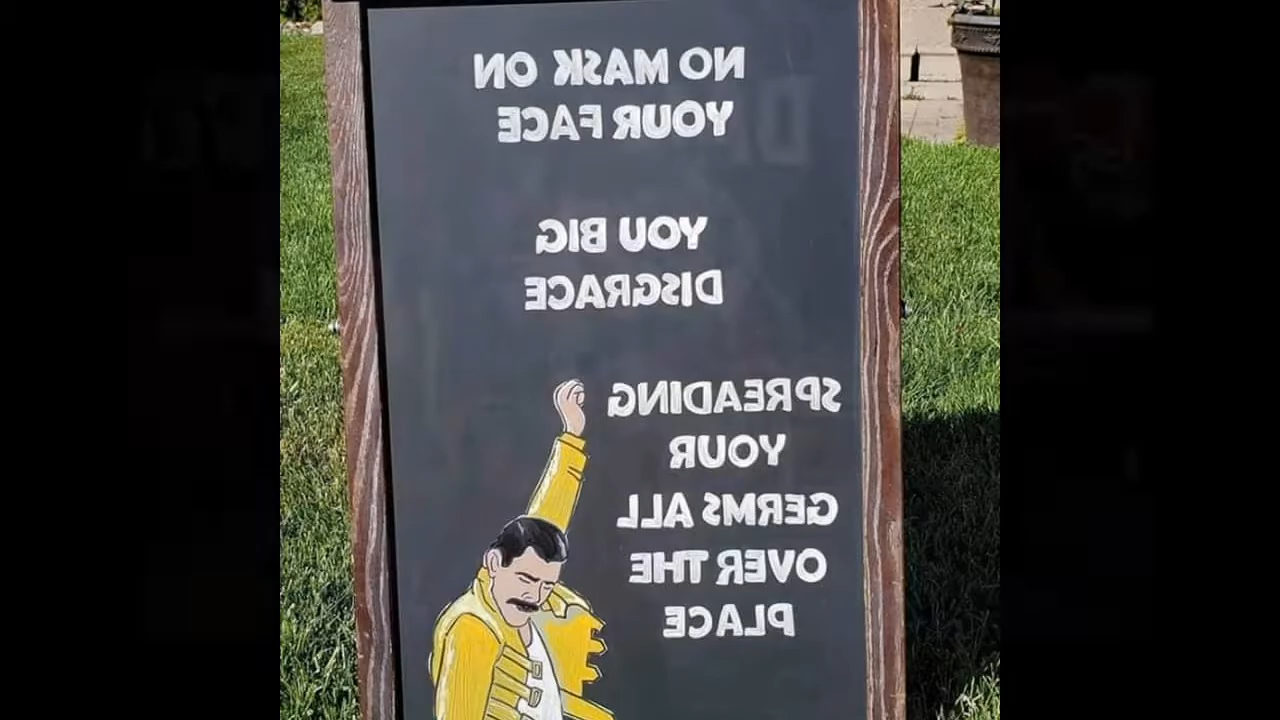 NO MASK ON
YOUR FACE
YOU BIG
DISGRACE
SPREADING
YOUR
GERMS ALL
OVER THE
PLACE